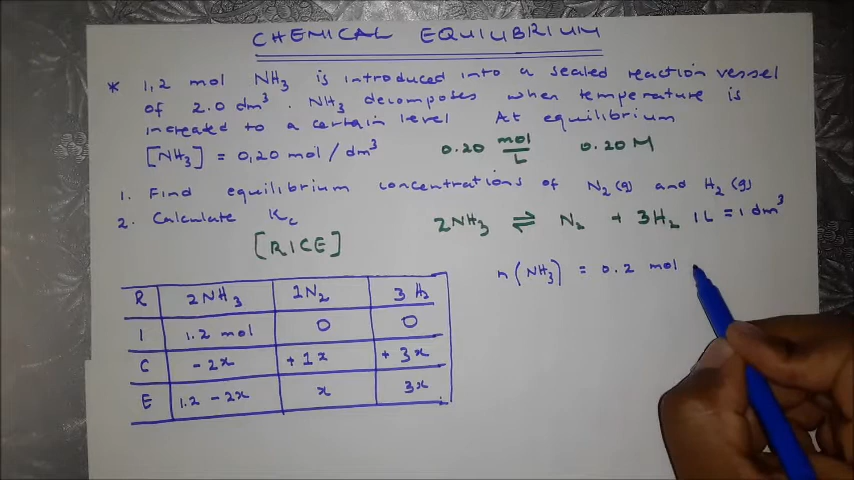 CHEMICAL EQUILIBRIUM
* 1,2 mol NH3 is introduced into a sealed reaction vessel
of 2.0 dm³. NH3 decomposes when temperature is
increased to a certain level At equilibrium
[NH3] = 0,20 mol/dm³ 0.20 mol/L 0.20 M
1. Find equilibrium concentrations of N2(g) and H2(g)
2. Calculate Kc
2NH3 ⇌ N2 + 3H2 1L = 1 dm³
[RICE]
n(NH3) = 0.2 mol
R 2NH3 1N2 3H2
I 1.2 mol 0 0
C -2x +1x +3x
E 1.2 - 2x x 3x